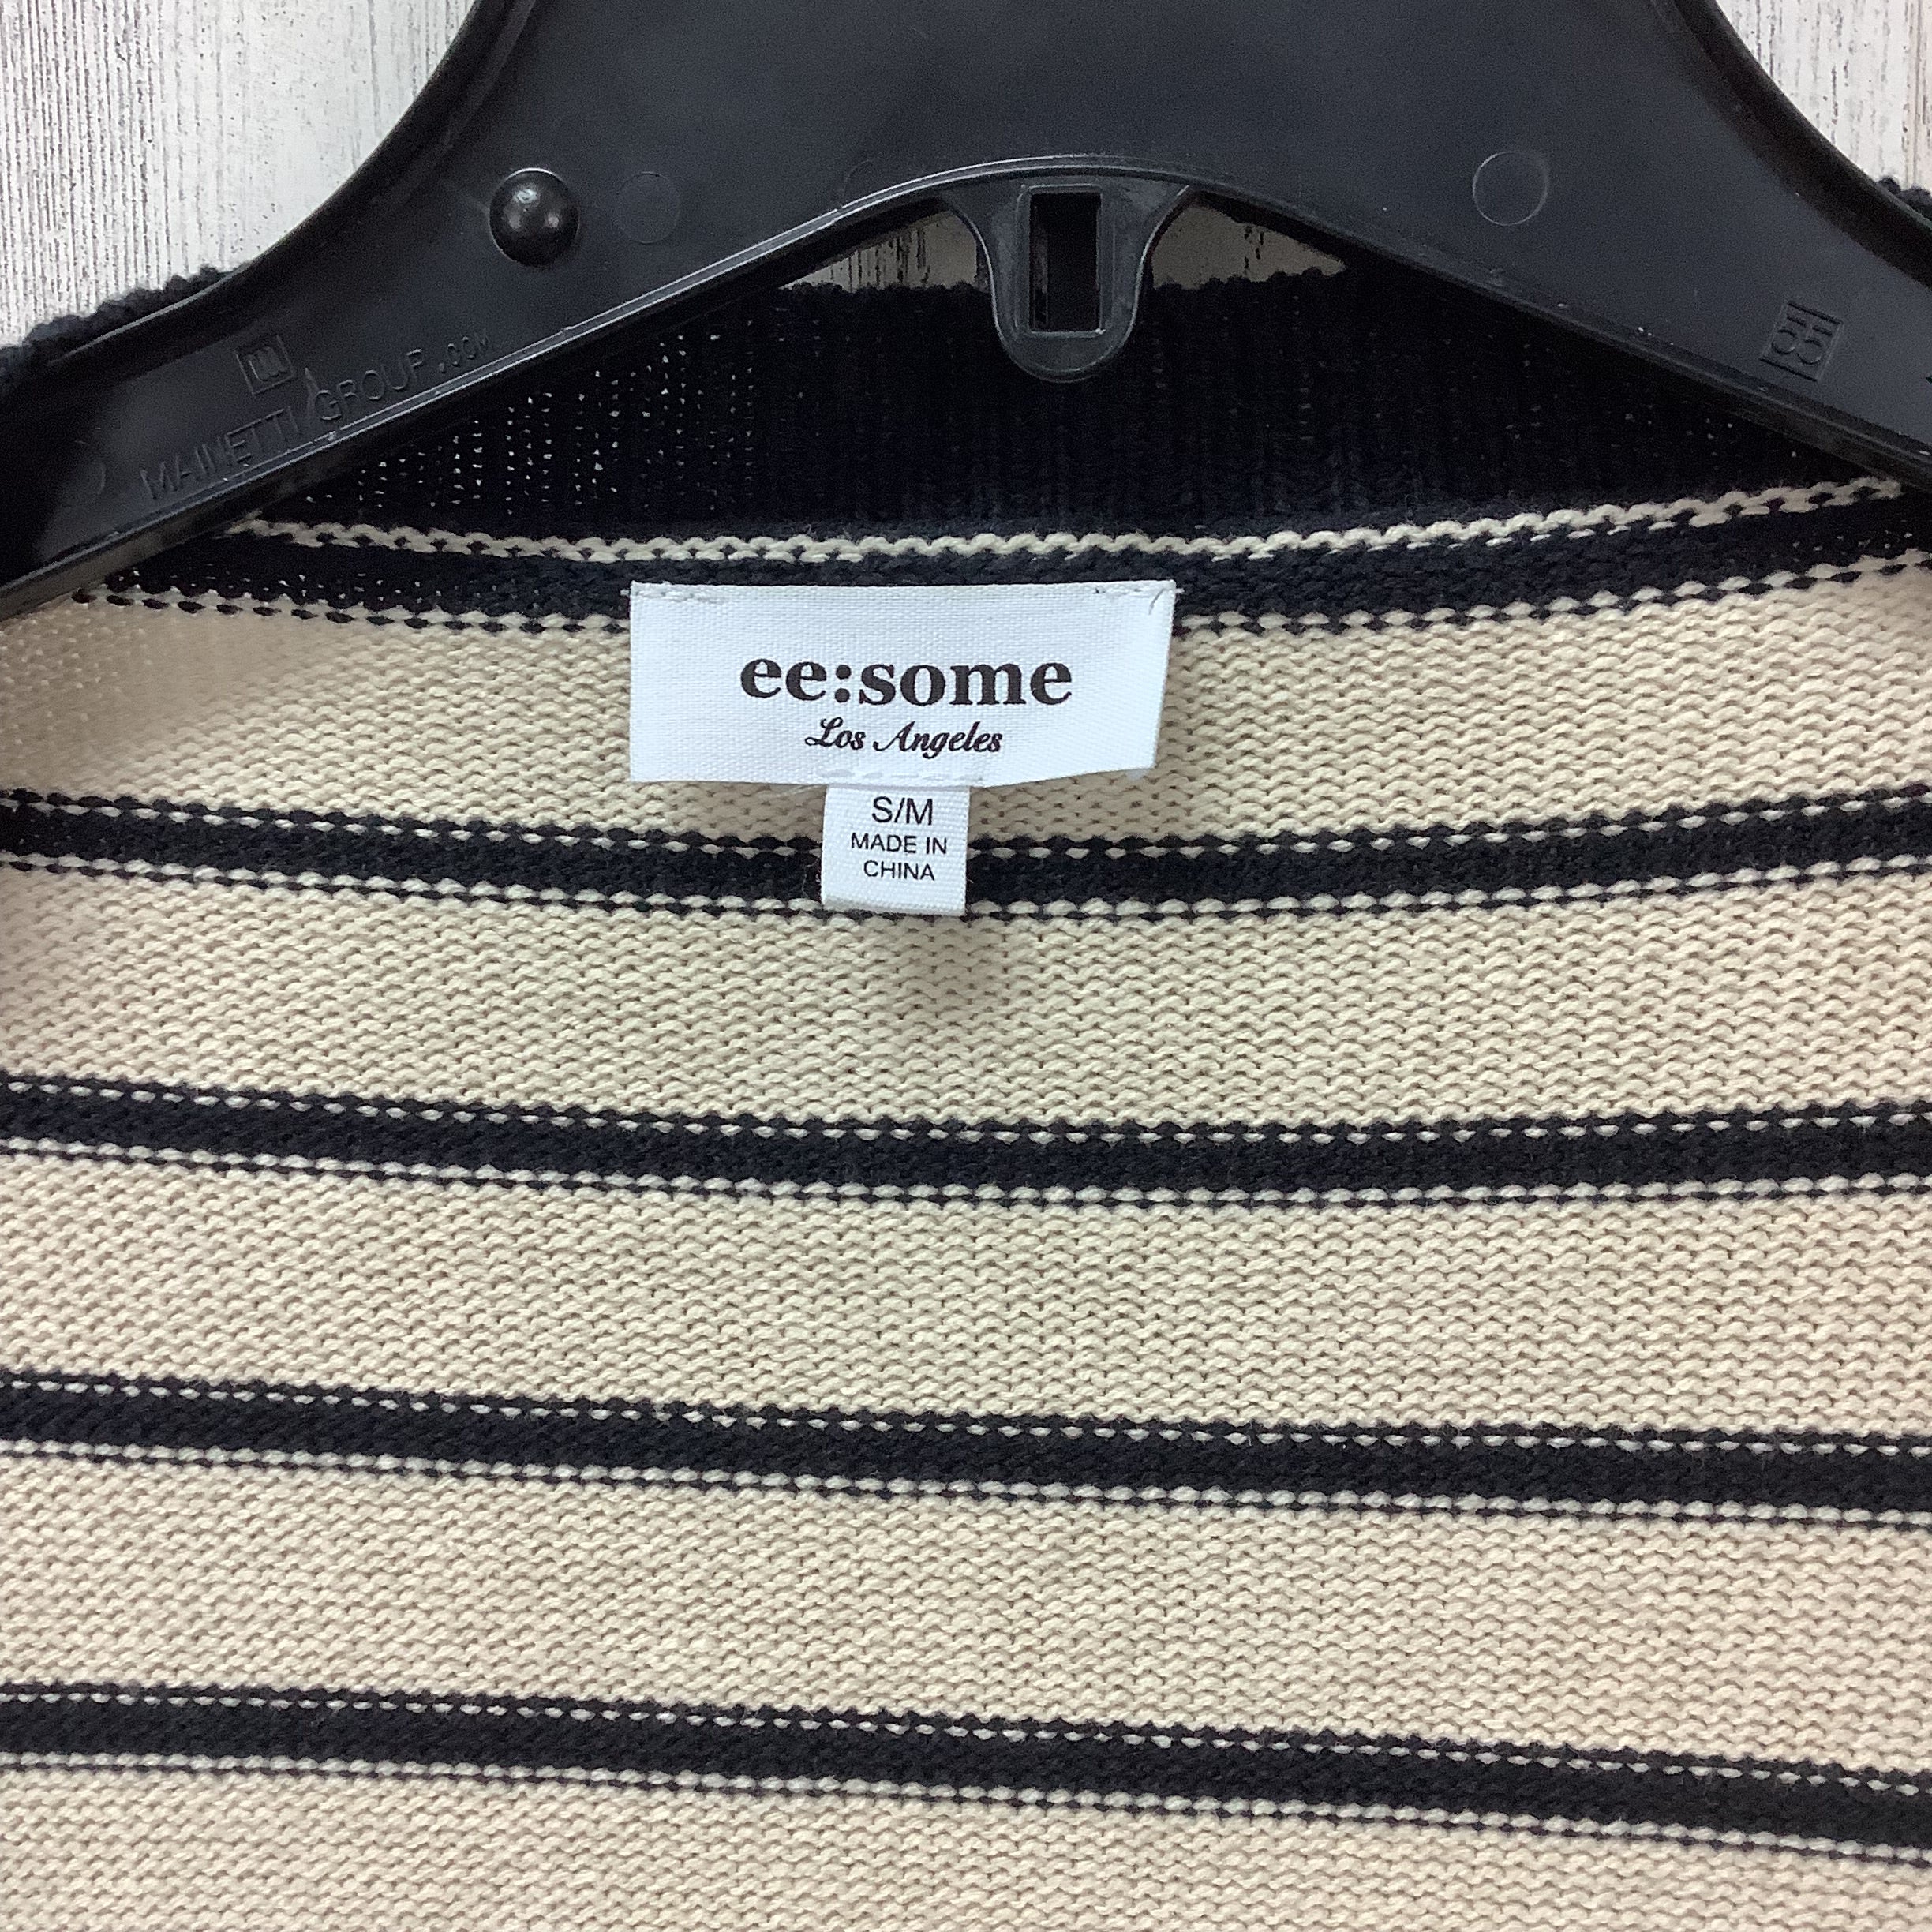 MAINETTI GROUP.COM
ee:some
Los Angeles
S/M
MADE IN
CHINA